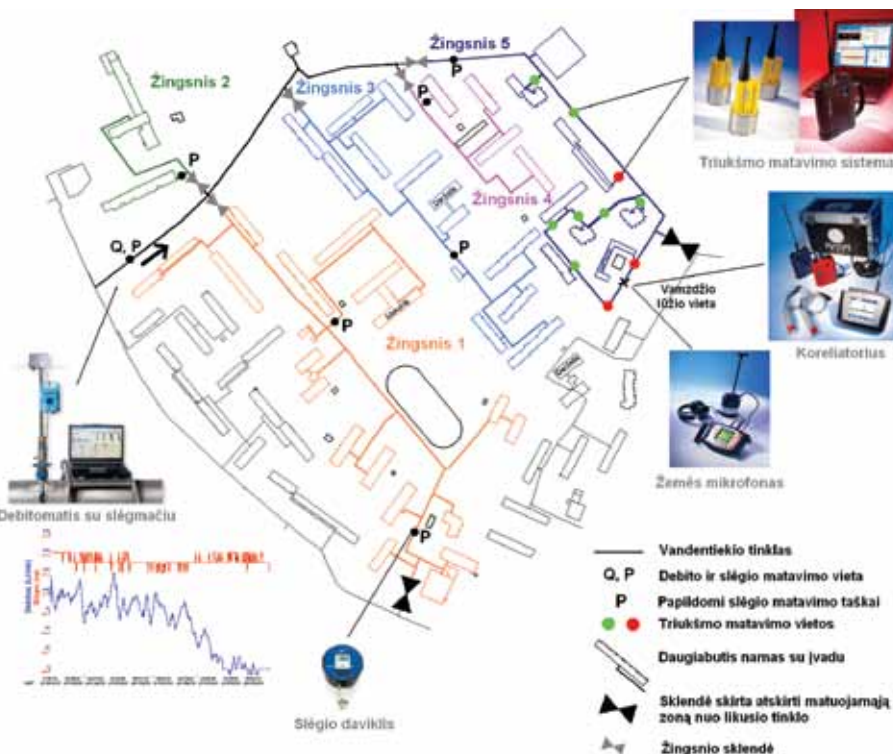 Žingsnis 5
P
Žingsnis 2
Žingsnis 3
P
Triukšmo matavimo sistema
P
Žingsnis 4
Q, P
P
Vamzdžio
lūžio vieta
P
Koreliatorius
Žingsnis 1
Žemės mikrofonas
Debitomatis su slėgmačiu
P
Slėgio daviklis
Vandentiekio tinklas
Q, P Debito ir slėgio matavimo vieta
P Papildomi slėgio matavimo taškai
Triukšmo matavimo vietos
Daugiabutis namas su įvadu
Sklendė skirta atskirti matuojamąją
zoną nuo likusio tinklo
Žingsnio sklendė